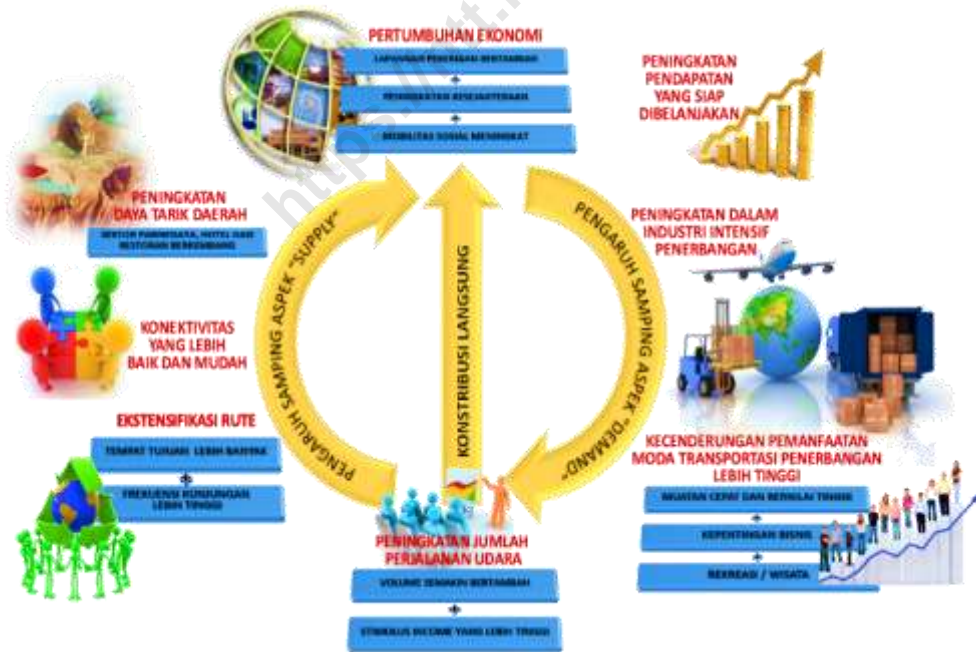 PERTUMBUHAN EKONOMI
LAPANGAN PEKERJAAN BERTAMBAH
PENINGKATAN KESEJAHTERAAN
MOBILITAS SOSIAL MENINGKAT
PENINGKATAN
PENDAPATAN
YANG SIAP
DIBELANJAKAN
PENINGKATAN
DAYA TARIK DAERAH
SEKTOR PARIWISATA, HOTEL DAN
RESTORAN BERKEMBANG
PENINGKATAN DALAM
INDUSTRI INTENSIF
PENERBANGAN
KONEKTIVITAS
YANG LEBIH
BAIK DAN MUDAH
PENGARUH SAMPING ASPEK "SUPPLY"
KONSTRIBUSI LANGSUNG
PENGARUH SAMPING ASPEK "DEMAND"
EKSTENSIFIKASI RUTE
TEMPAT TUJUAN LEBIH BANYAK
FREKUENSI KUNJUNGAN
LEBIH TINGGI
KECENDERUNGAN PEMANFAATAN
MODA TRANSPORTASI PENERBANGAN
LEBIH TINGGI
MUATAN CEPAT DAN BERNILAI TINGGI
KEPENTINGAN BISNIS
REKREASI / WISATA
PENINGKATAN JUMLAH
PERJALANAN UDARA
VOLUME SEMAKIN BERTAMBAH
STIMULUS INCOME YANG LEBIH TINGGI